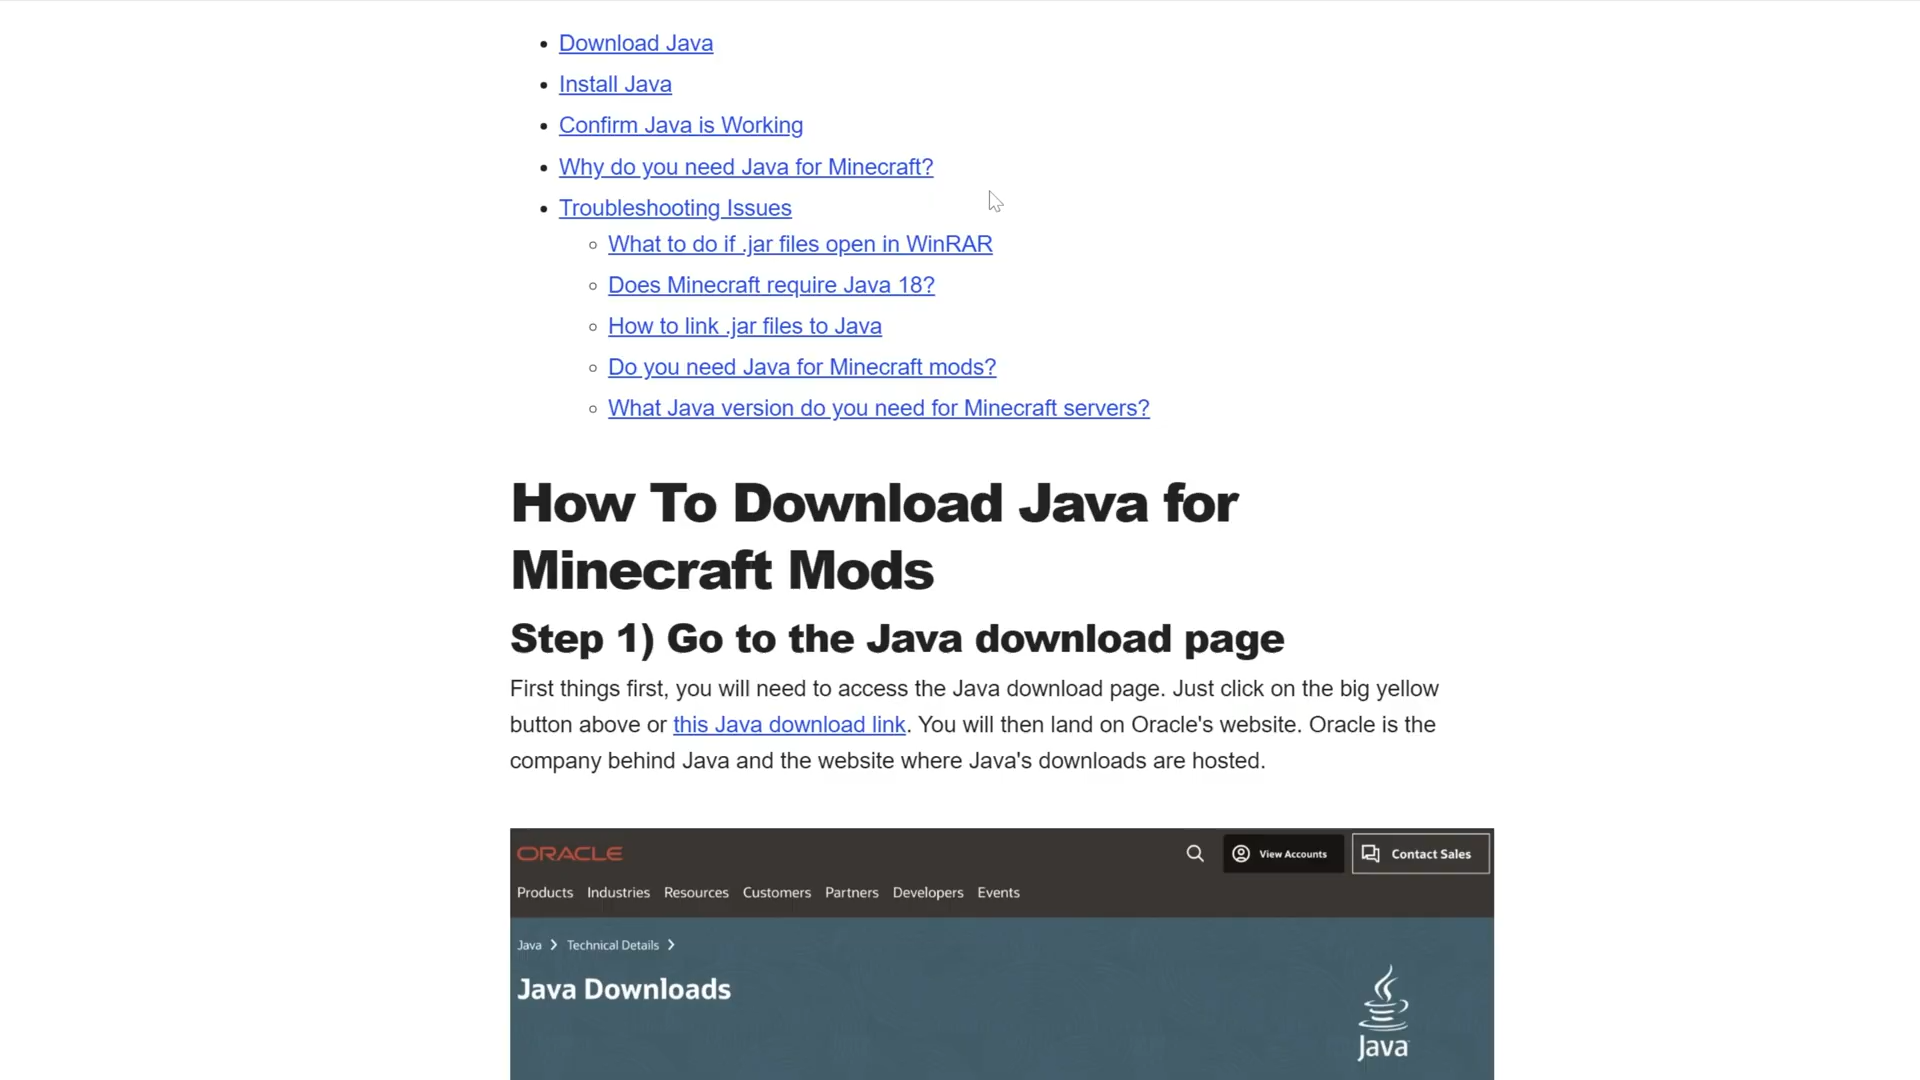 Download Java
Install Java
Confirm Java is Working
Why do you need Java for Minecraft?
Troubleshooting Issues
What to do if .jar files open in WinRAR
Does Minecraft require Java 18?
How to link .jar files to Java
Do you need Java for Minecraft mods?
What Java version do you need for Minecraft servers?
How To Download Java for
Minecraft Mods
Step 1) Go to the Java download page
First things first, you will need to access the Java download page. Just click on the big yellow
button above or this Java download link. You will then land on Oracle's website. Oracle is the
company behind Java and the website where Java's downloads are hosted.
ORACLE
View Accounts
Contact Sales
Products Industries Resources Customers Partners Developers Events
Java > Technical Details >
Java Downloads
Java